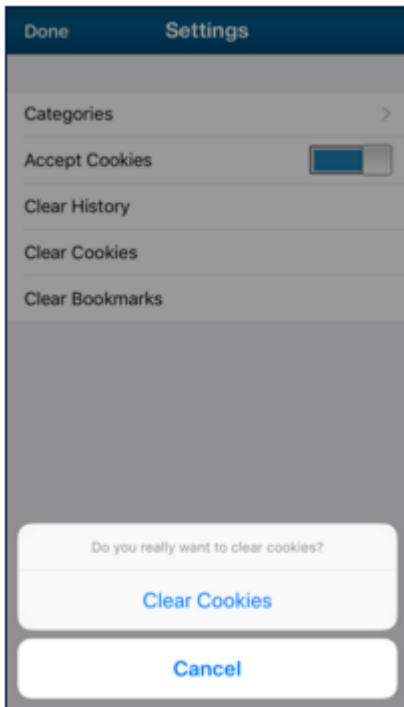 Done Settings
Categories
Accept Cookies
Clear History
Clear Cookies
Clear Bookmarks
Do you really want to clear cookies?
Clear Cookies
Cancel